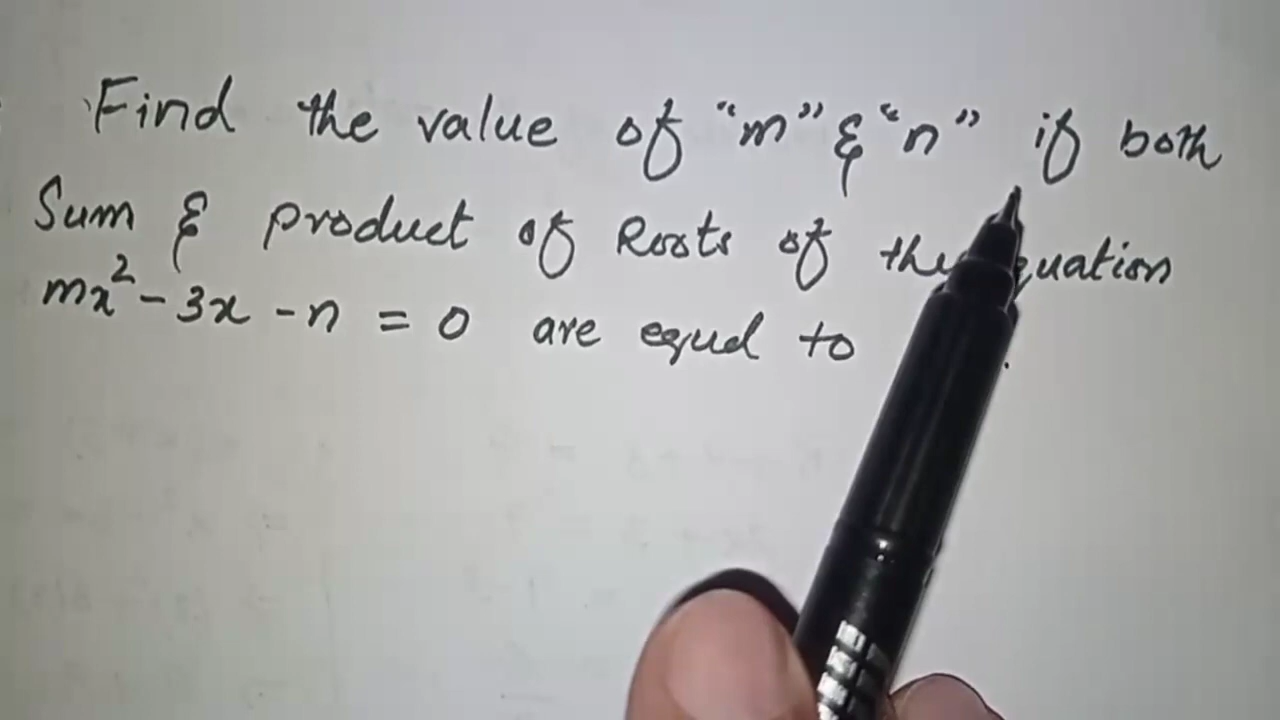 Find the value of "m" & "n" if both
Sum & product of Roots of the equation
mx² - 3x - n = 0 are equal to